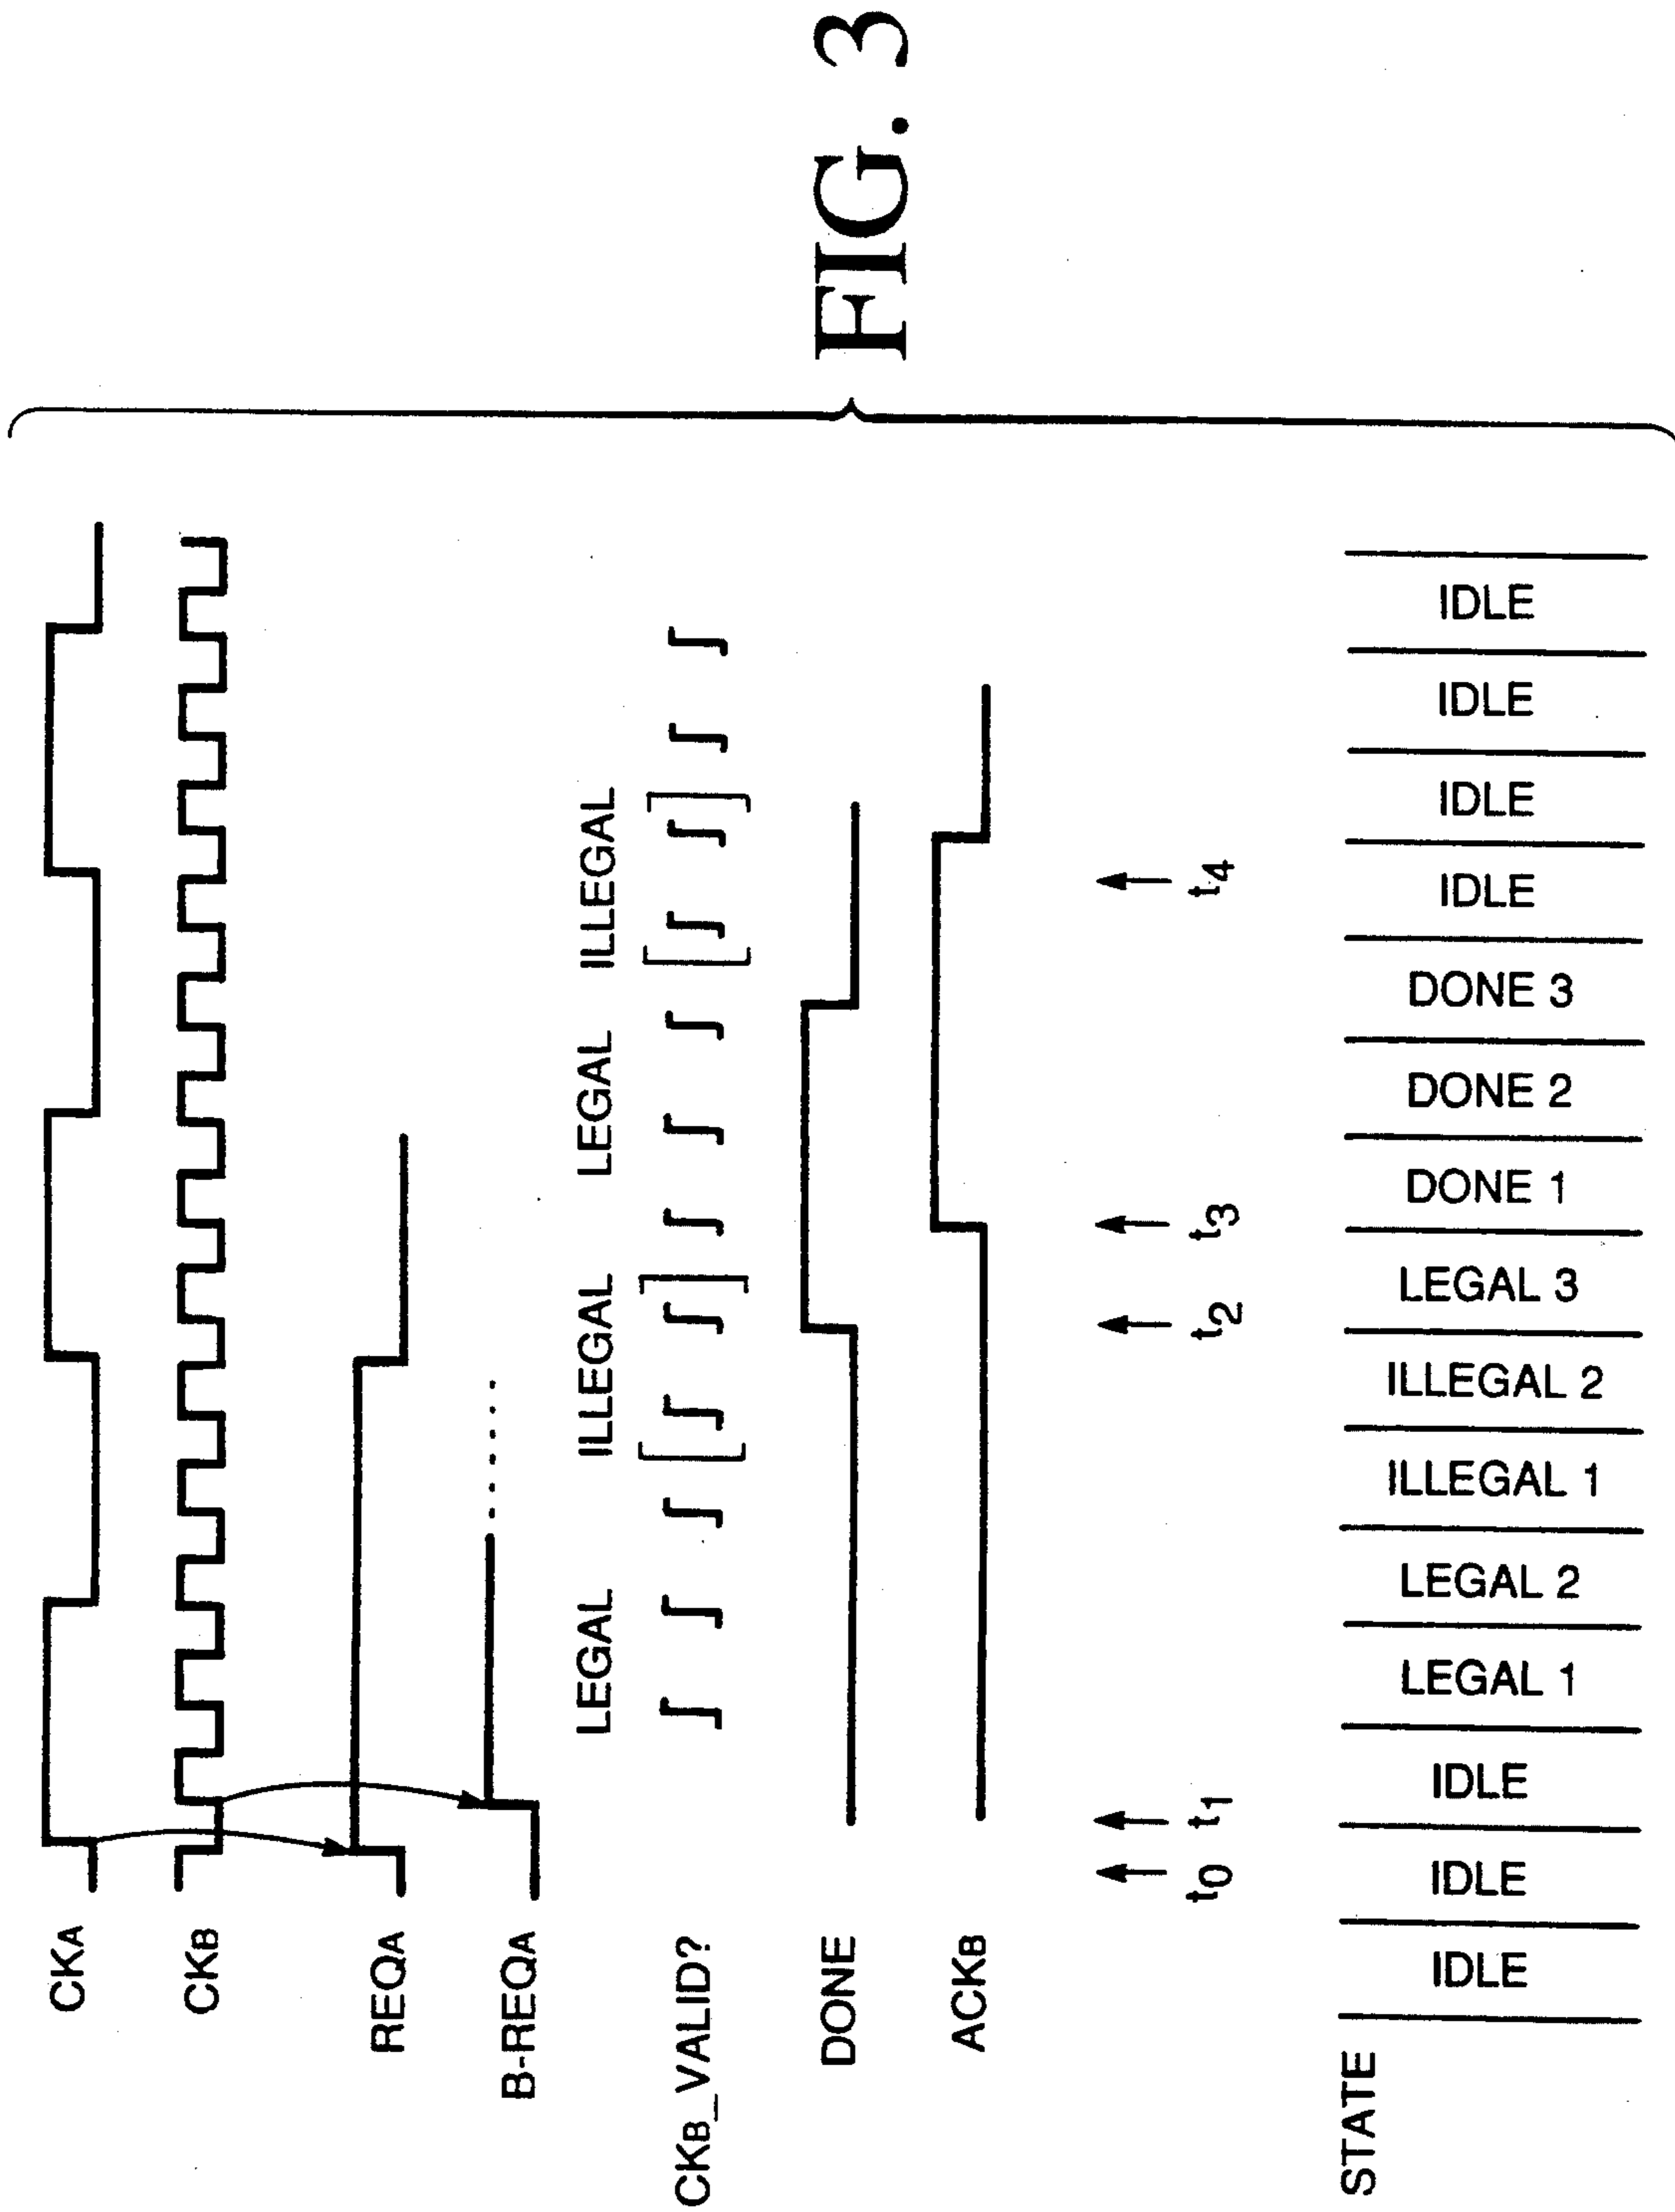 CKA
CKB
REQA
B-REQA
LEGAL ILLEGAL LEGAL ILLEGAL
CKB_VALID?
DONE
ACKB
t0 t1 t2 t3 t4
STATE IDLE IDLE IDLE LEGAL 1 LEGAL 2 ILLEGAL 1 ILLEGAL 2 LEGAL 3 DONE 1 DONE 2 DONE 3 IDLE IDLE IDLE IDLE
FIG. 3